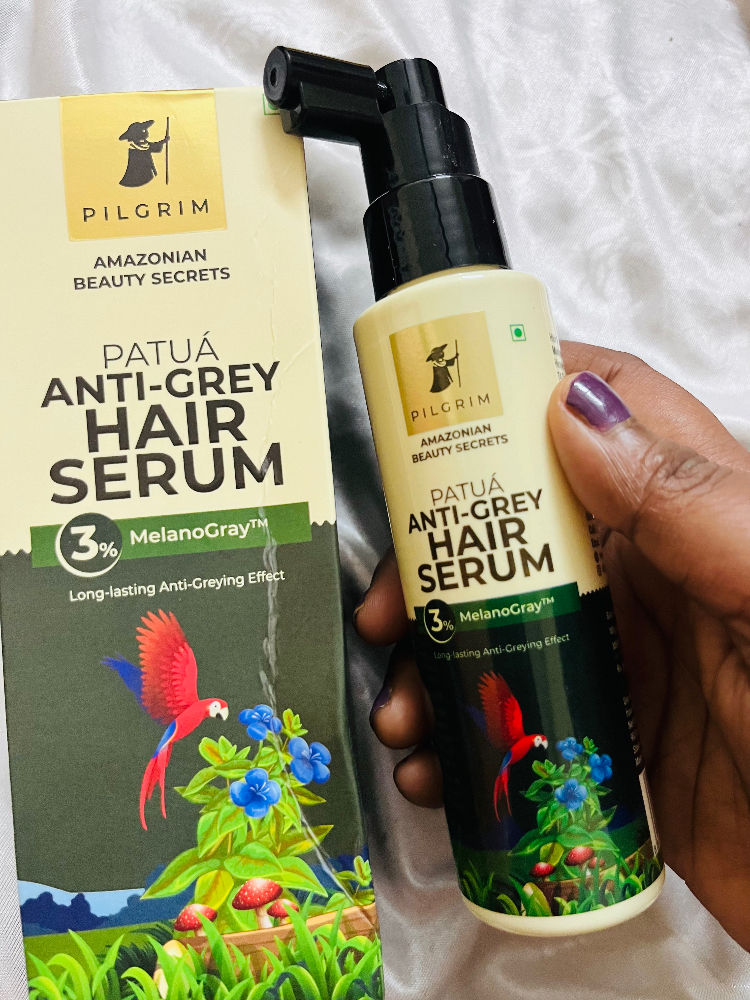 PILGRIM
AMAZONIAN
BEAUTY SECRETS
PATUÁ
ANTI-GREY
HAIR
SERUM
3% MelanoGray™
Long-lasting Anti-Greying Effect
PILGRIM
AMAZONIAN
BEAUTY SECRETS
PATUÁ
ANTI-GREY
HAIR
SERUM
3% MelanoGray™
Long-lasting Anti-Greying Effect